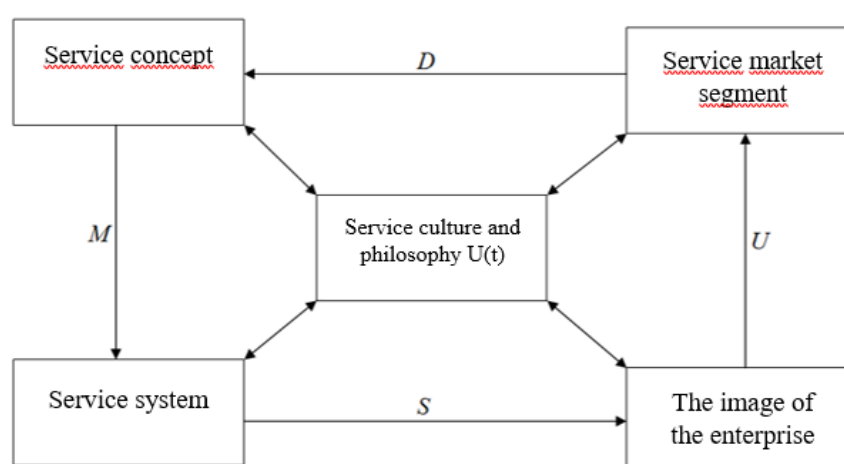 Service concept
D
Service market
segment
M
Service culture and
philosophy U(t)
U
Service system
S
The image of
the enterprise